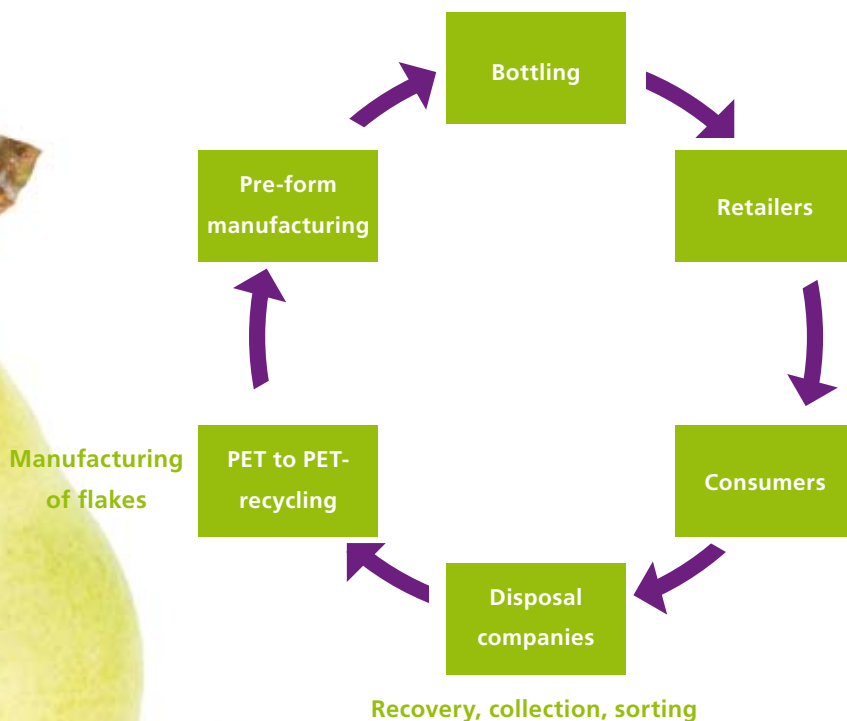 Bottling
Pre-form
manufacturing
Retailers
Manufacturing
of flakes
PET to PET-
recycling
Consumers
Disposal
companies
Recovery, collection, sorting